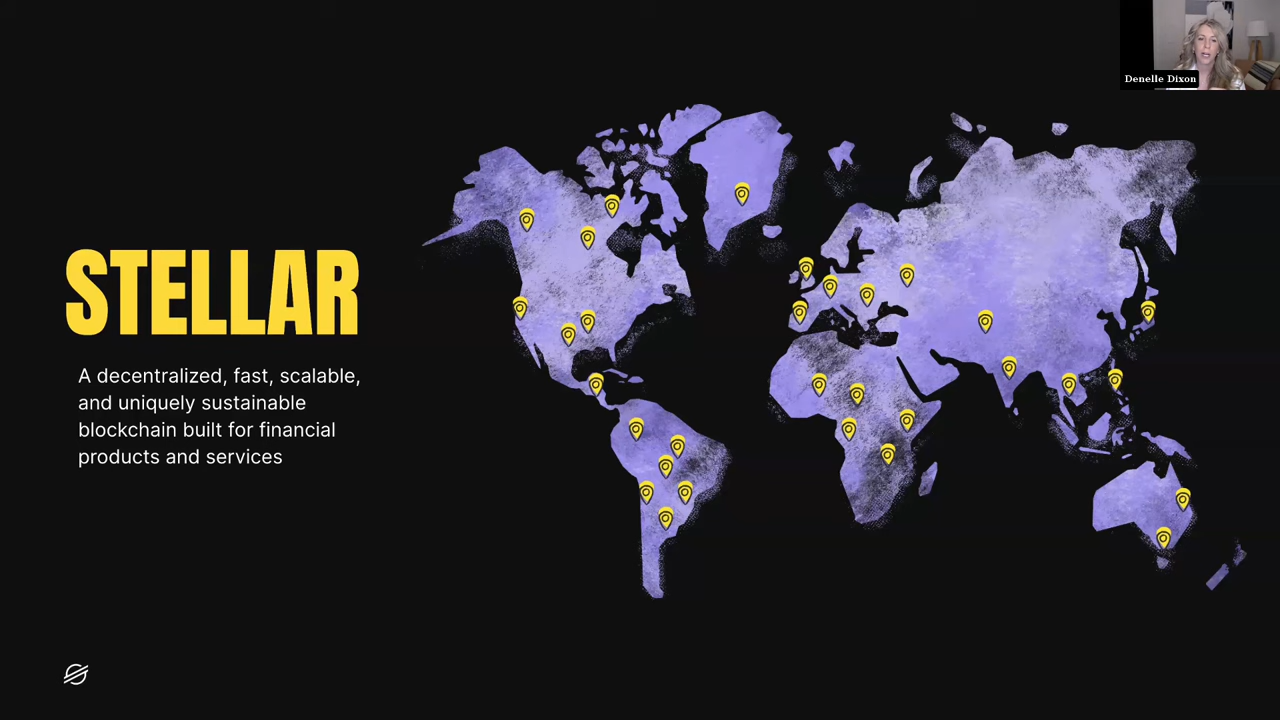 Denelle Dixon
STELLAR
A decentralized, fast, scalable,
and uniquely sustainable
blockchain built for financial
products and services